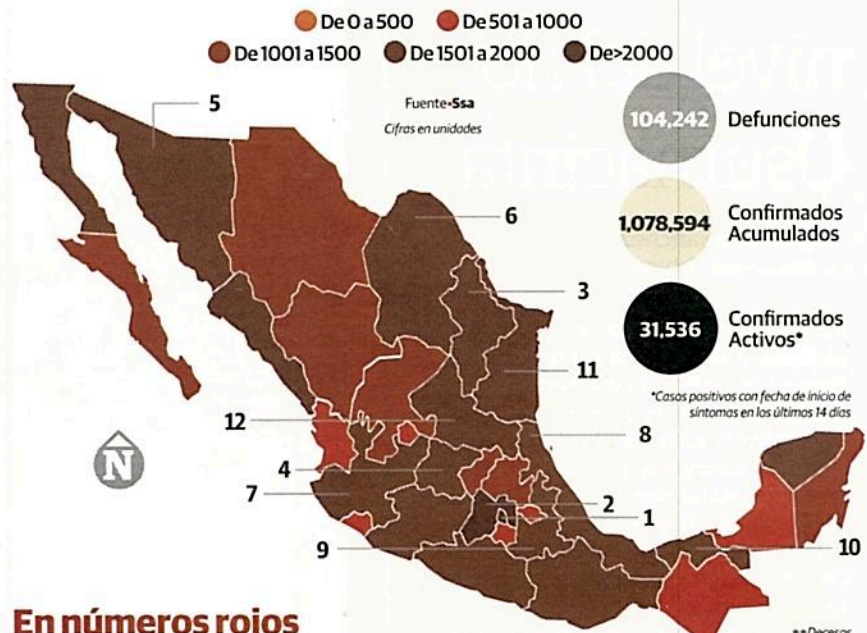 De 0 a 500
De 501 a 1000
De 1001 a 1500
De 1501 a 2000
De>2000
Fuente•Ssa
Cifras en unidades
104,242
Defunciones
1,078,594
Confirmados
Acumulados
31,536
Confirmados
Activos*
*Casos positivos con fecha de inicio de
síntomas en los últimos 14 días
5
6
3
11
12
8
4
7
2
1
9
10
N
En números rojos
**Decesos